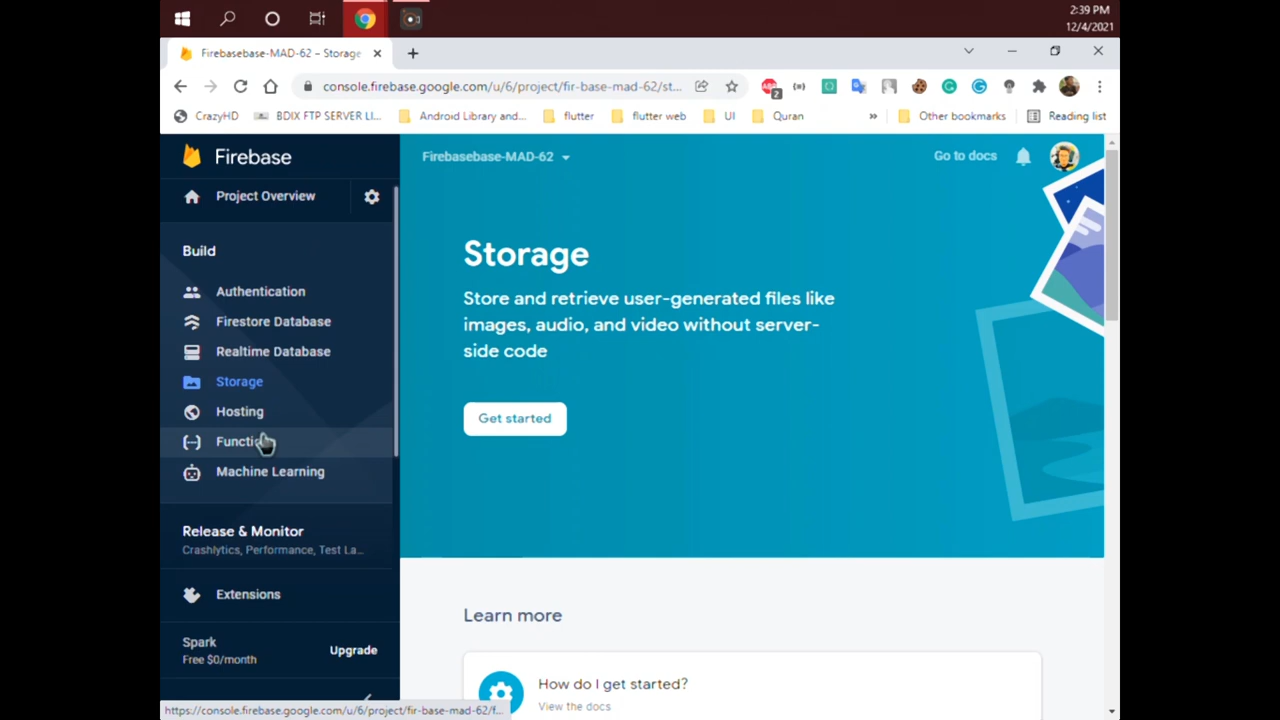 2:39 PM
12/4/2021
Firebasebase-MAD-62 – Storage
console.firebase.google.com/u/6/project/fir-base-mad-62/st...
2
CrazyHD
BDIX FTP SERVER LI...
Android Library and...
flutter
flutter web
UI
Quran
»
Other bookmarks
Reading list
Firebase
Project Overview
Build
Authentication
Firestore Database
Realtime Database
Storage
Hosting
Machine Learning
Release & Monitor
Crashlytics, Performance, Test La...
Extensions
Spark
Free $0/month
Upgrade
https://console.firebase.google.com/u/6/project/fir-base-mad-62/f...
Firebasebase-MAD-62
Go to docs
Storage
Store and retrieve user-generated files like
images, audio, and video without server-
side code
Get started
Learn more
How do I get started?
View the docs